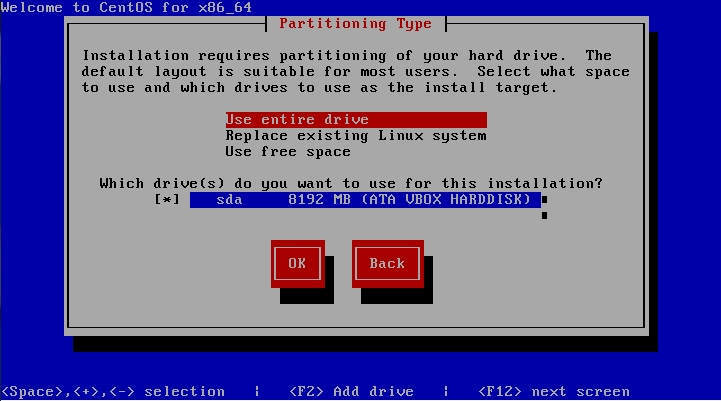 Welcome to CentOS for x86_64
Partitioning Type
Installation requires partitioning of your hard drive.  The
default layout is suitable for most users.  Select what space
to use and which drives to use as the install target.
Use entire drive
Replace existing Linux system
Use free space
Which drive(s) do you want to use for this installation?
[*]    sda     8192 MB (ATA VBOX HARDDISK)
OK    Back
<Space>,<+>,<-> selection   |   <F2> Add drive   |   <F12> next screen